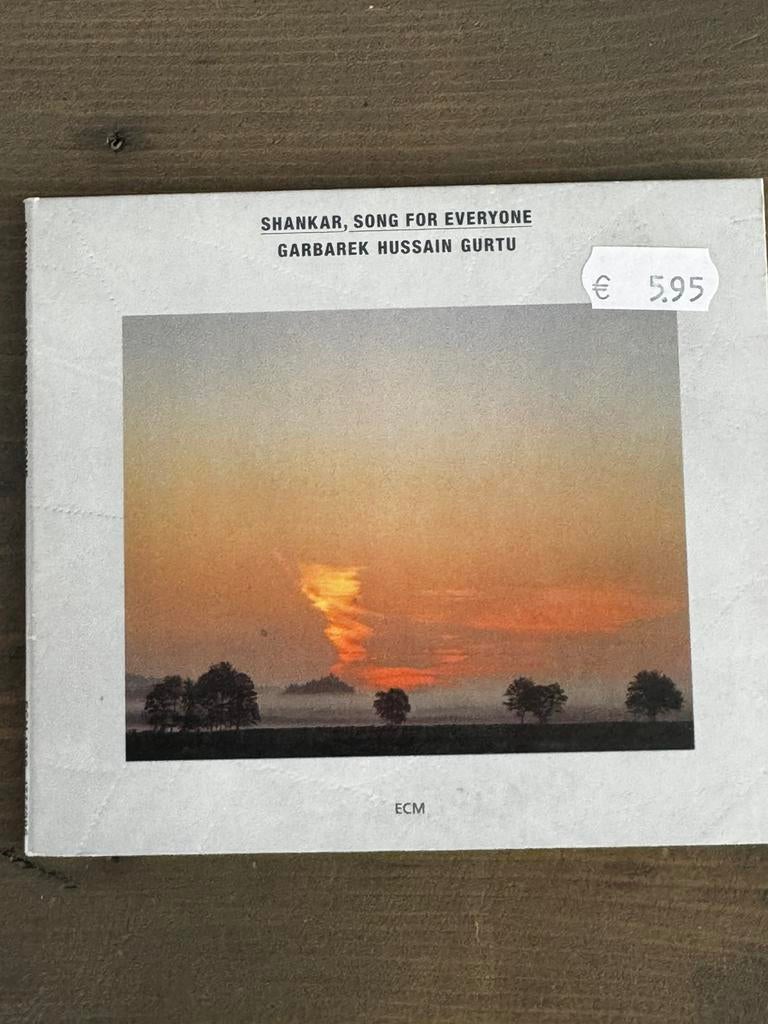 SHANKAR, SONG FOR EVERYONE
GARBAREK HUSSAIN GURTU
€ 5.95
ECM